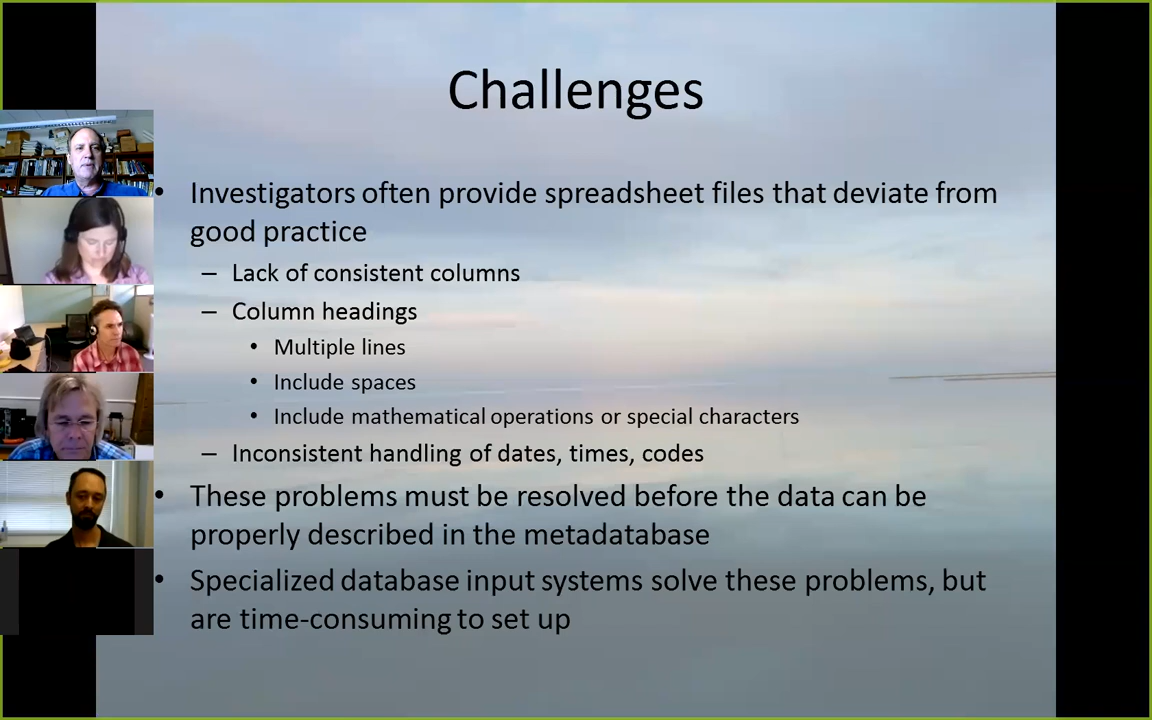 Challenges
• Investigators often provide spreadsheet files that deviate from
good practice
– Lack of consistent columns
– Column headings
• Multiple lines
• Include spaces
• Include mathematical operations or special characters
– Inconsistent handling of dates, times, codes
• These problems must be resolved before the data can be
properly described in the metadatabase
• Specialized database input systems solve these problems, but
are time-consuming to set up